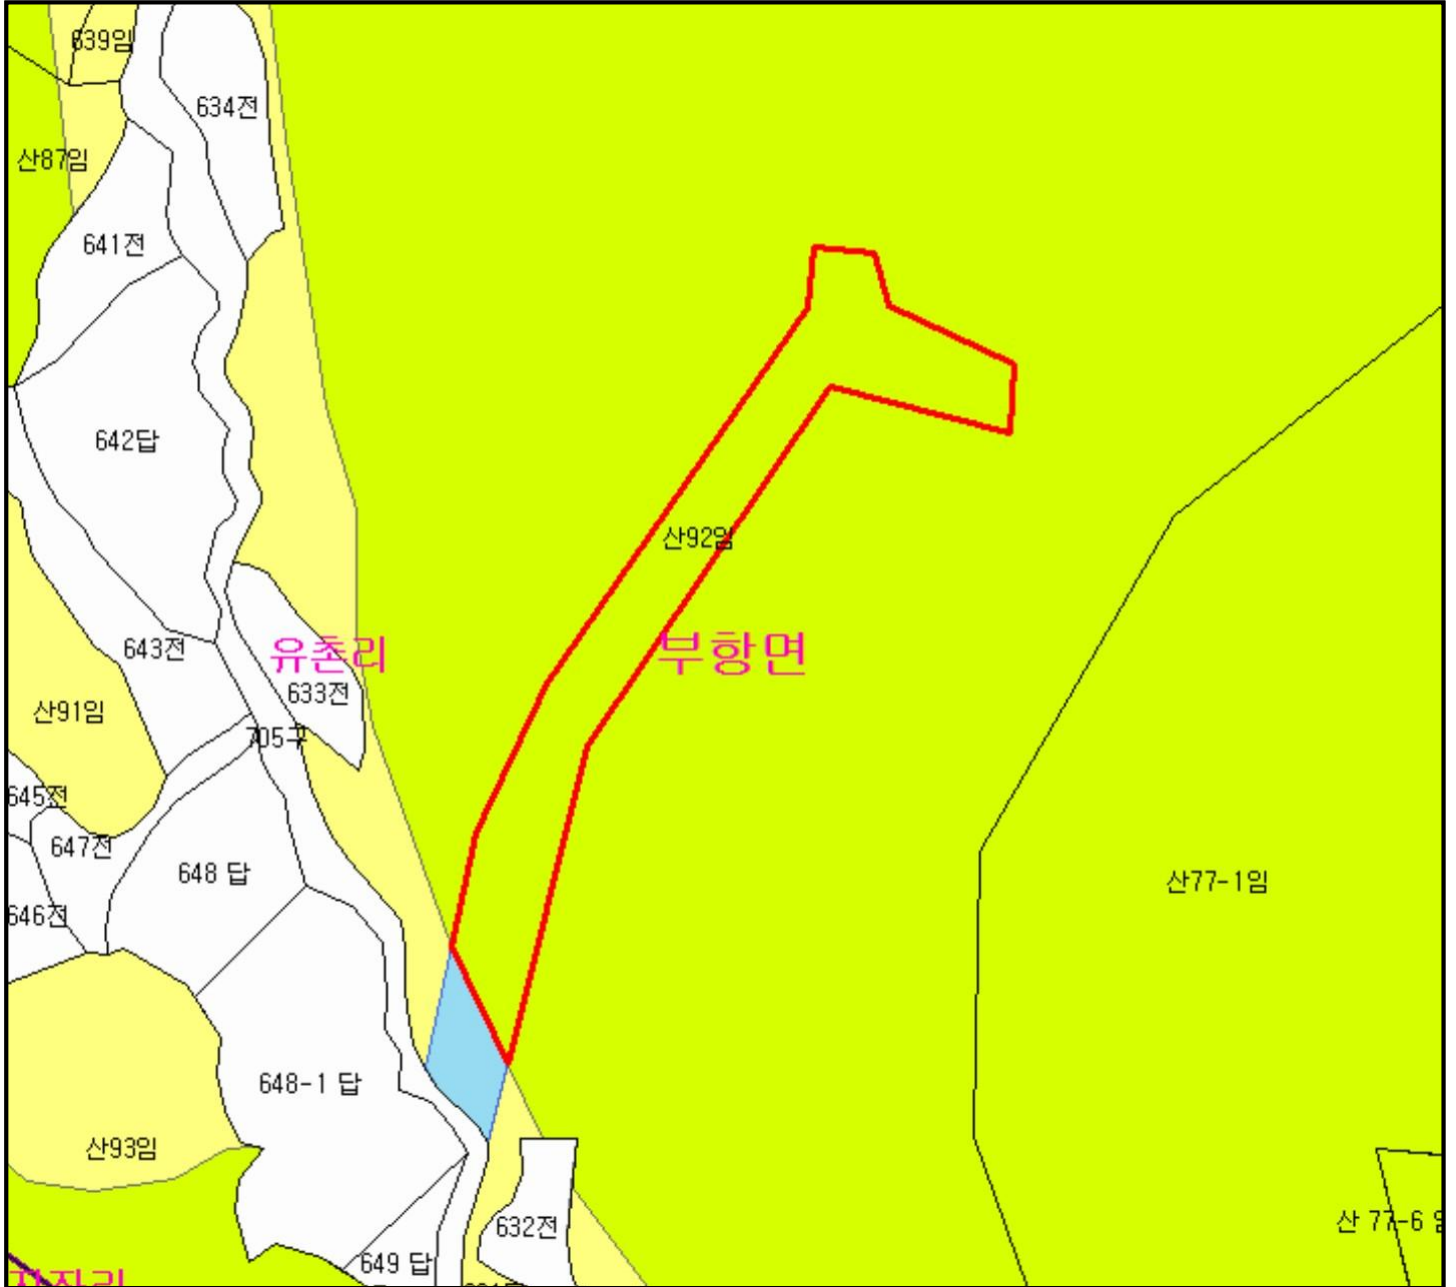 639임
634전
산87임
641전
642답
산92임
643전
유촌리
부항면
633전
산91임
705구
645전
647전
648 답
산77-1임
646전
648-1 답
산93임
산 77-6
632전
649 답